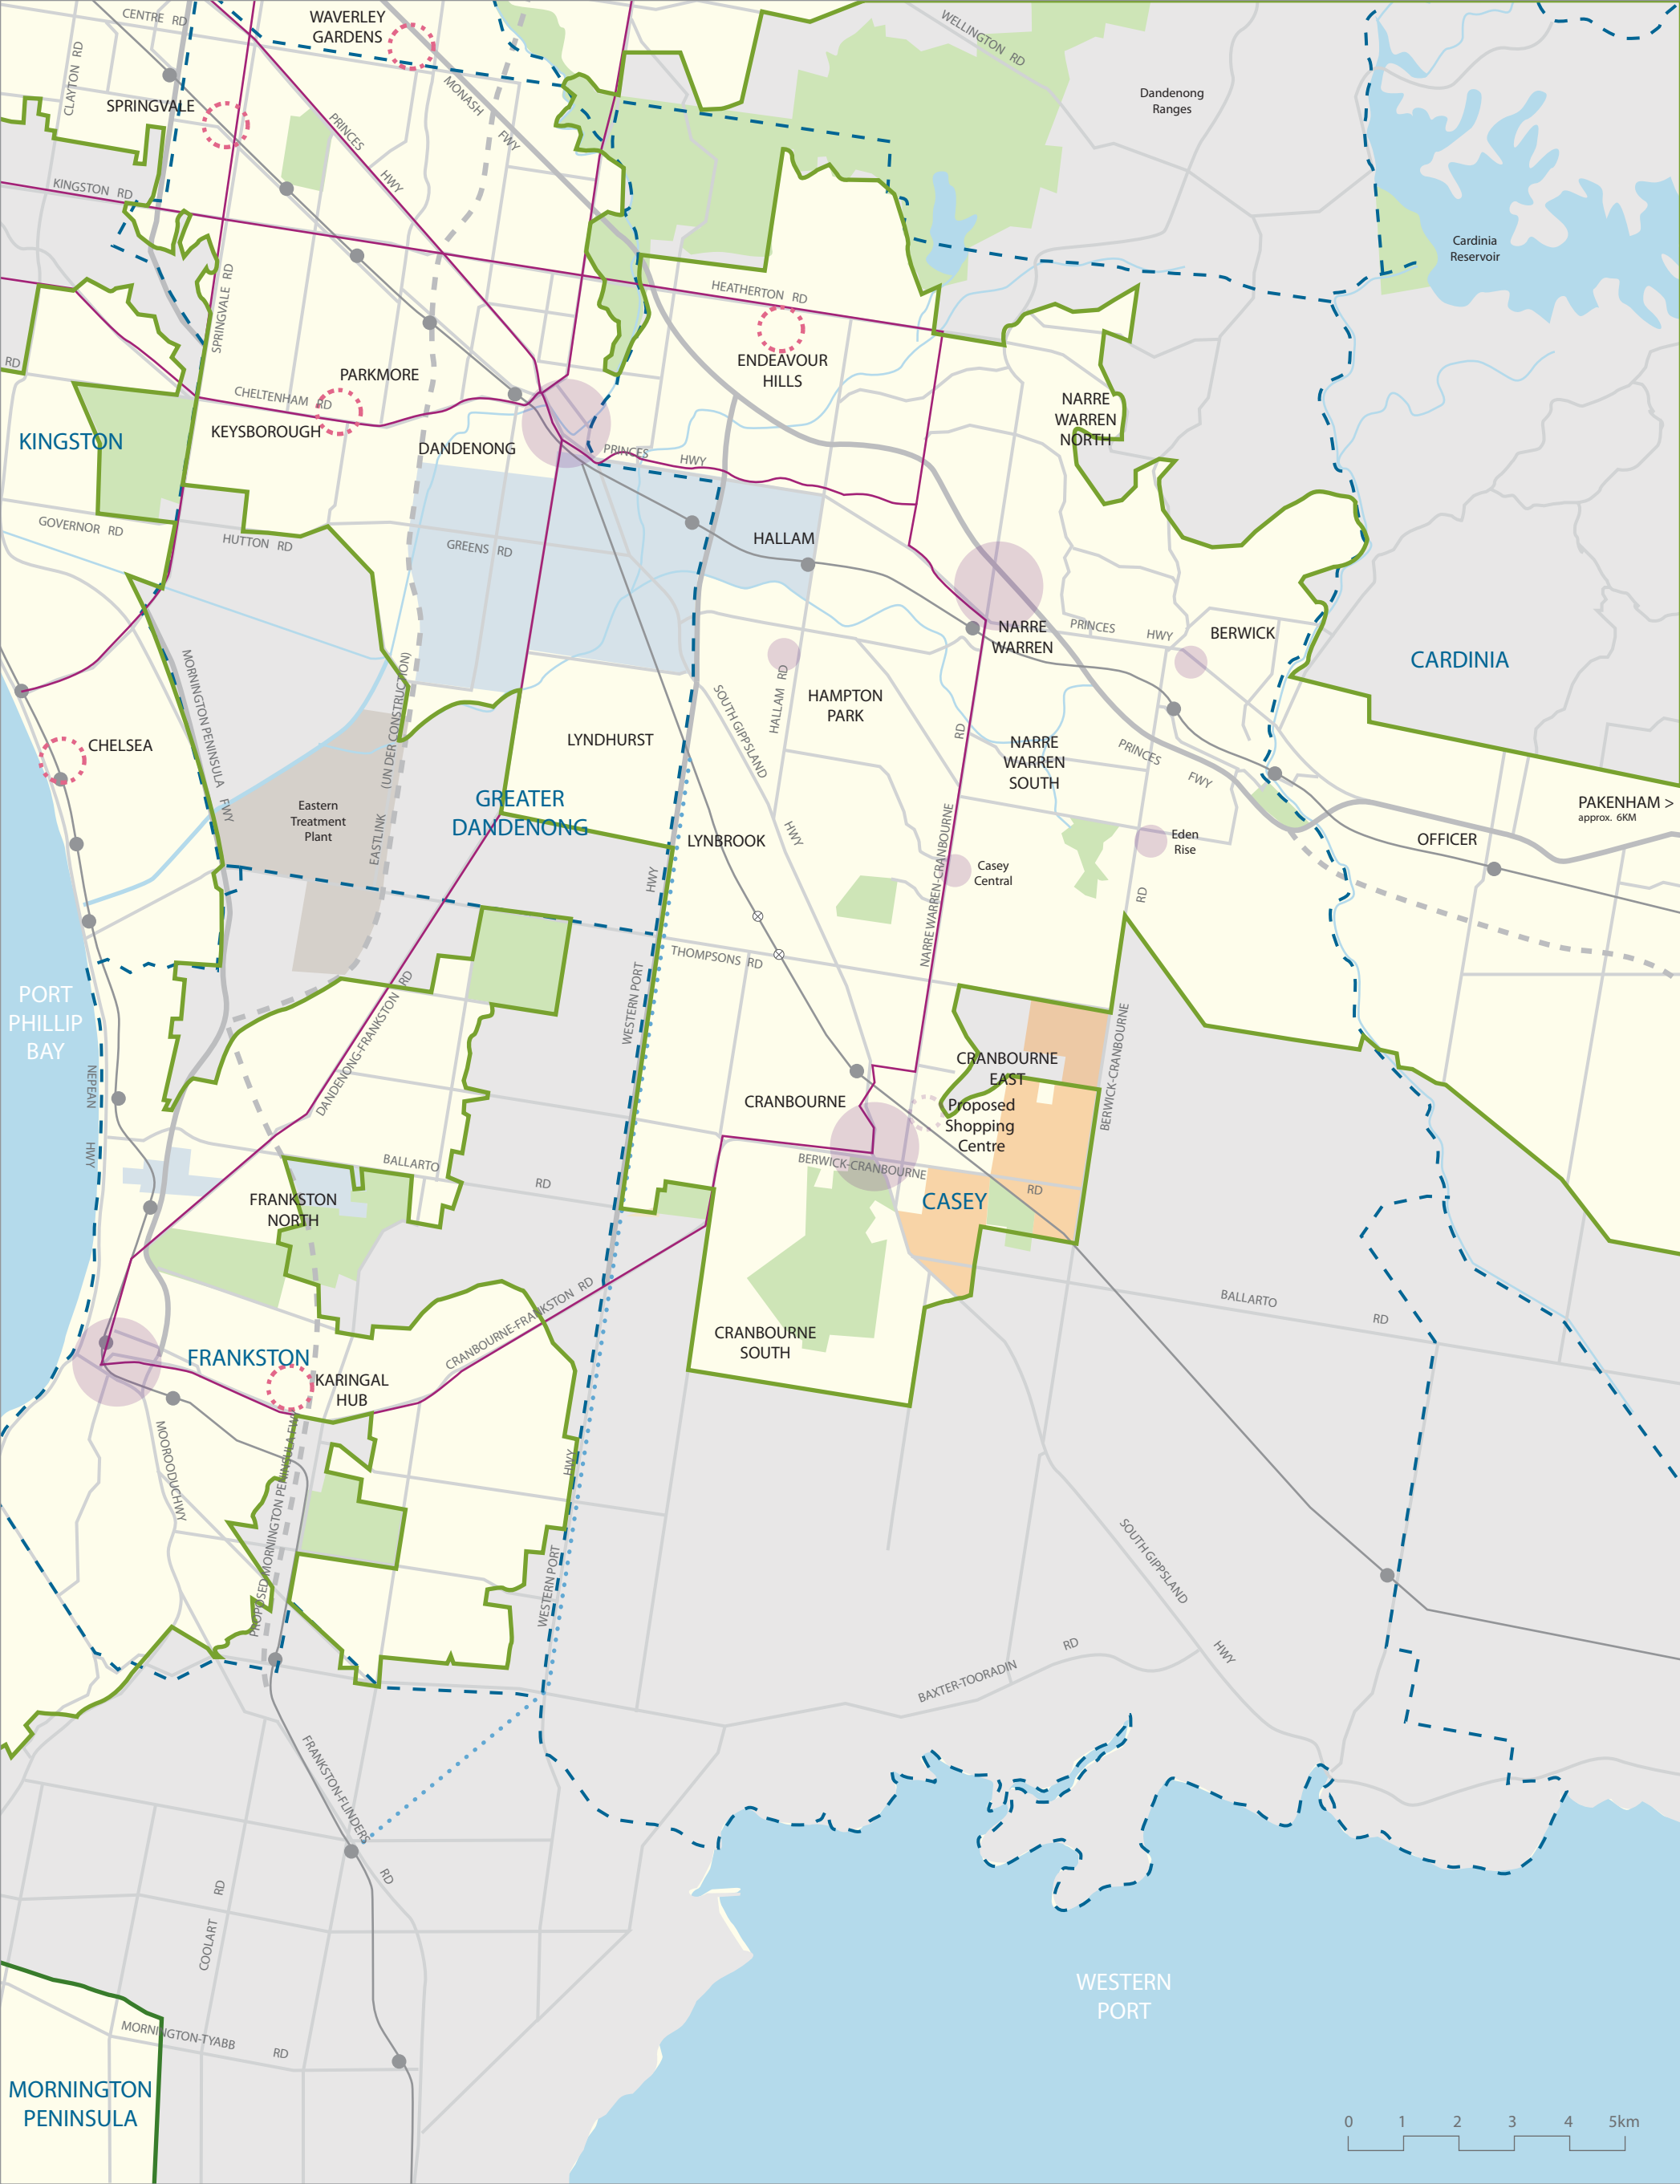 CENTRE RD
WAVERLEY
GARDENS
WELLINGTON RD
CLAYTON RD
SPRINGVALE
MONASH FWY
PRINCES HWY
Dandenong
Ranges
KINGSTON RD
Cardinia
Reservoir
SPRINGVALE RD
HEATHERTON RD
ENDEAVOUR
HILLS
RD
PARKMORE
CHELTENHAM RD
KEYSBOROUGH
NARRE
WARREN
NORTH
KINGSTON
DANDENONG
PRINCES HWY
GOVERNOR RD
HUTTON RD
GREENS RD
HALLAM
NARRE
WARREN
PRINCES HWY
BERWICK
CARDINIA
MORNINGTON PENINSULA FWY
EASTLINK (UN DER CONSTRUCTION)
SOUTH GIPPSLAND HWY
HALLAM RD
HAMPTON
PARK
CHELSEA
LYNDHURST
NARRE
WARREN
SOUTH
PRINCES FWY
Eastern
Treatment
Plant
GREATER
DANDENONG
LYNBROOK
PAKENHAM >
approx. 6KM
OFFICER
Eden
Rise
Casey
Central
NARRE WARREN-CRANBOURNE RD
BERWICK-CRANBOURNE RD
WESTERN PORT HWY
THOMPSONS RD
PORT
PHILLIP
BAY
DANDENONG-FRANKSTON RD
CRANBOURNE
EAST
CRANBOURNE
Proposed
Shopping
Centre
NEPEAN HWY
BALLARTO RD
BERWICK-CRANBOURNE RD
FRANKSTON
NORTH
CASEY
BALLARTO RD
CRANBOURNE-FRANKSTON RD
CRANBOURNE
SOUTH
FRANKSTON
KARINGAL
HUB
MOOROODUCHWY
PROPOSED MORNINGTON PENINSULA FWY
WESTERN PORT HWY
SOUTH GIPPSLAND HWY
BAXTER-TOORADIN RD
FRANKSTON-FLINDERS RD
COOLART RD
WESTERN
PORT
MORNINGTON-TYABB RD
MORNINGTON
PENINSULA
0 1 2 3 4 5km